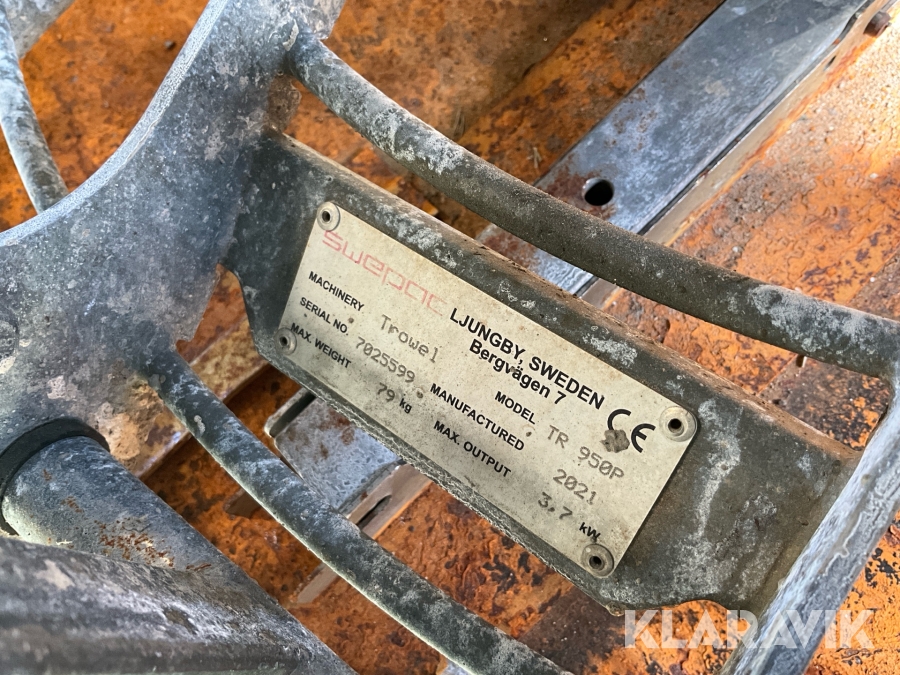 swepac
LJUNGBY, SWEDEN
Bergvägen 7
CE
MACHINERY Trowel MODEL TR 950P
SERIAL NO. 7025599 MANUFACTURED 2021
MAX. WEIGHT 79 kg MAX. OUTPUT 3.7 kW
KLARAVIK